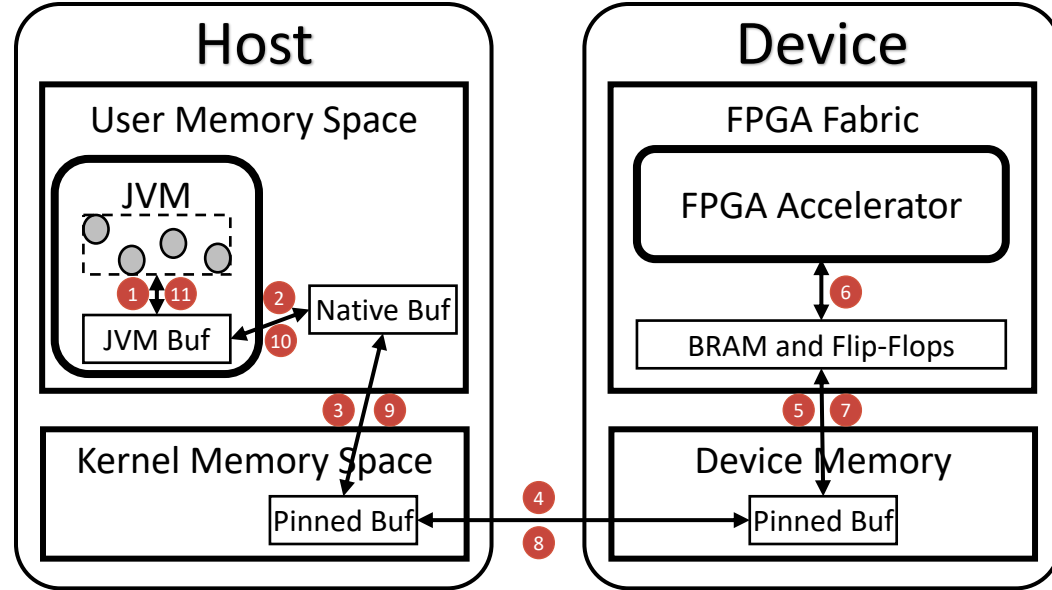 Host
User Memory Space
JVM
1
11
JVM Buf
2
10
Native Buf
3
9
Kernel Memory Space
Pinned Buf
4
8
Device
FPGA Fabric
FPGA Accelerator
6
BRAM and Flip-Flops
5
7
Device Memory
Pinned Buf